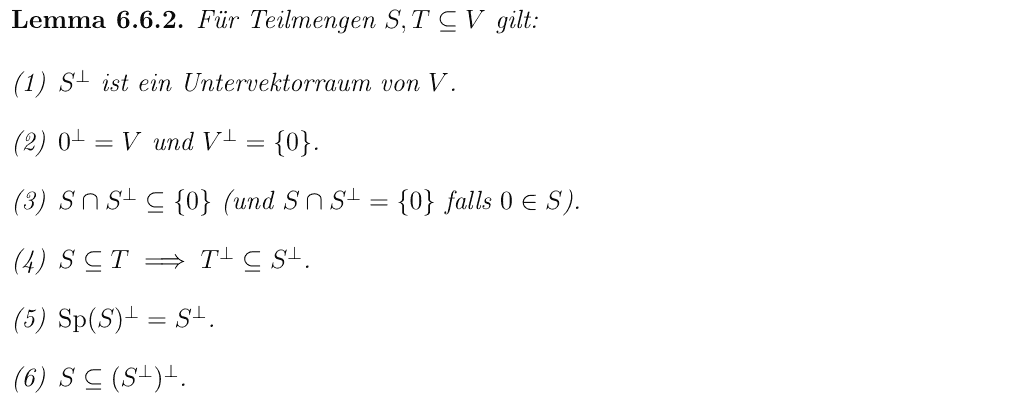 Lemma 6.6.2. Für Teilmengen S, T ⊆ V gilt:
(1) S⊥ ist ein Untervektorraum von V.
(2) 0⊥ = V und V⊥ = {0}.
(3) S ∩ S⊥ ⊆ {0} (und S ∩ S⊥ = {0} falls 0 ∈ S).
(4) S ⊆ T ⟹ T⊥ ⊆ S⊥.
(5) Sp(S)⊥ = S⊥.
(6) S ⊆ (S⊥)⊥.